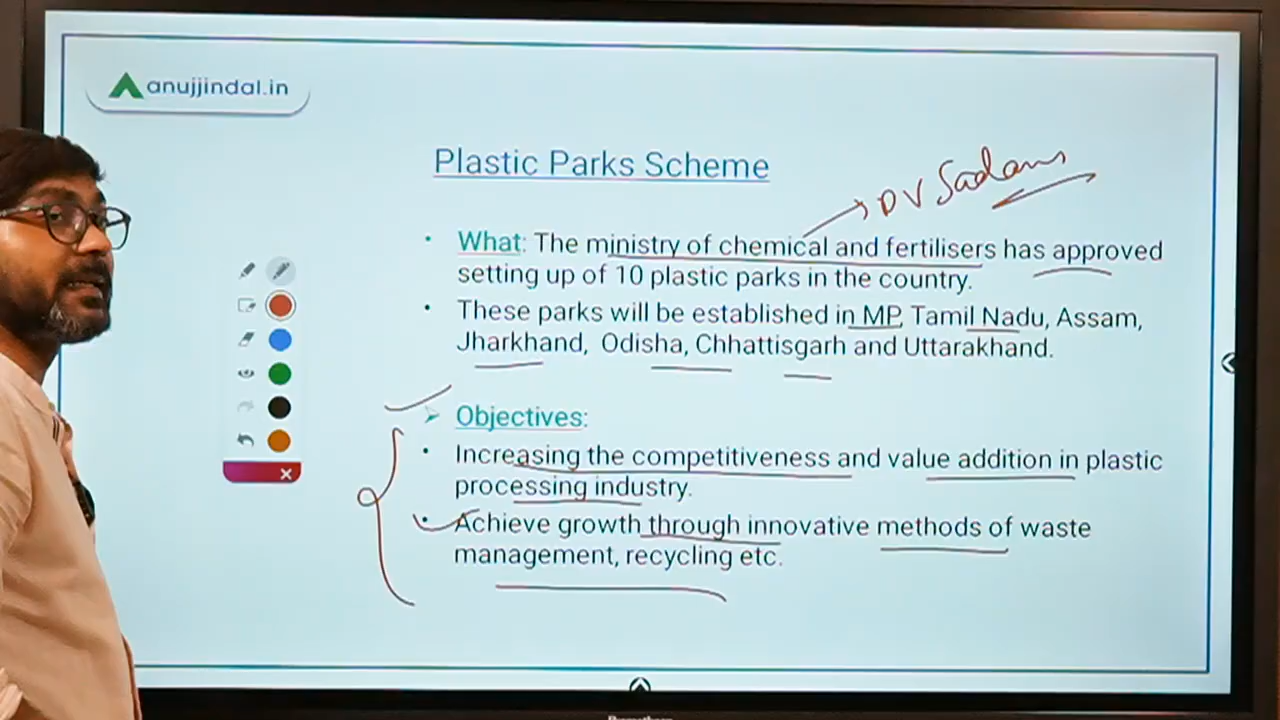 anujjindal.in
Plastic Parks Scheme
DV Sadam
• What: The ministry of chemical and fertilisers has approved
setting up of 10 plastic parks in the country.
• These parks will be established in MP, Tamil Nadu, Assam,
Jharkhand, Odisha, Chhattisgarh and Uttarakhand.
➢ Objectives:
• Increasing the competitiveness and value addition in plastic
processing industry.
• Achieve growth through innovative methods of waste
management, recycling etc.